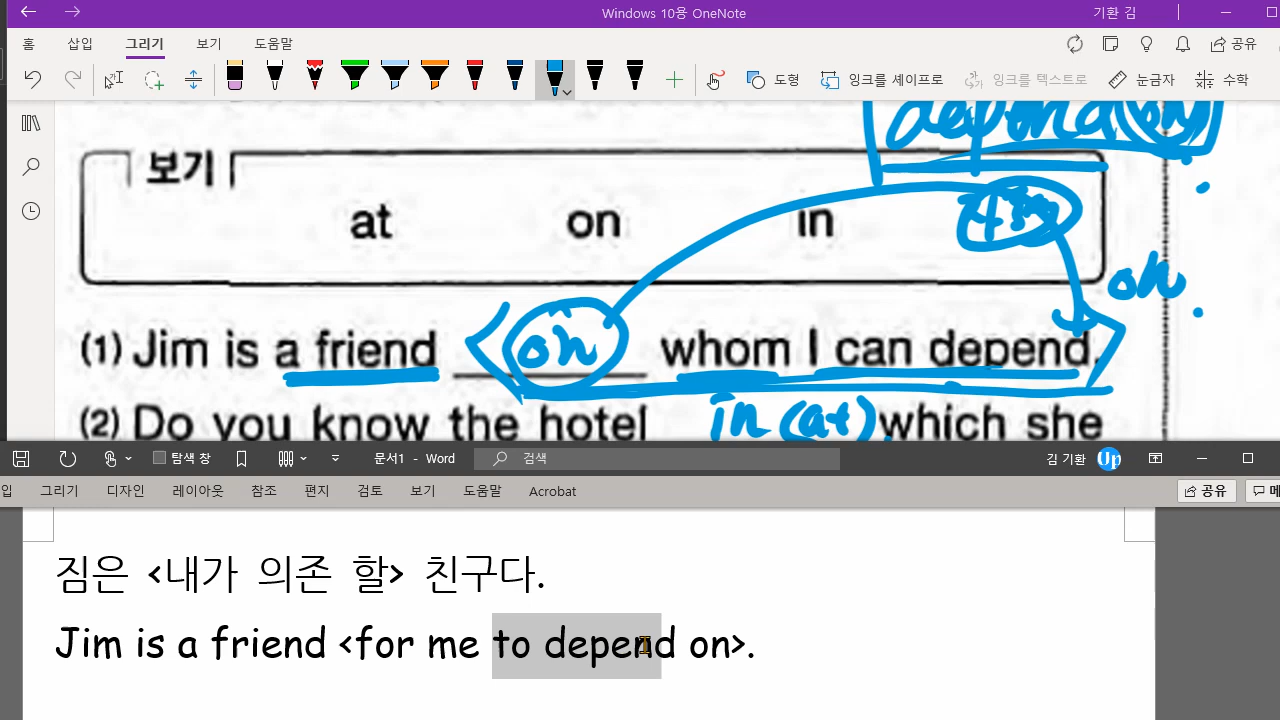 Windows 10용 OneNote
기환 김
홈 삽입 그리기 보기 도움말
공유
도형 잉크를 셰이프로 잉크를 텍스트로 눈금자 수학
depend (on)
보기
at on in
on
(1) Jim is a friend on whom I can depend.
(2) Do you know the hotel in (at) which she
탐색 창 문서1 - Word 검색 김 기환 Up
입 그리기 디자인 레이아웃 참조 편지 검토 보기 도움말 Acrobat 공유 메
짐은 <내가 의존 할> 친구다.
Jim is a friend <for me to depend on>.